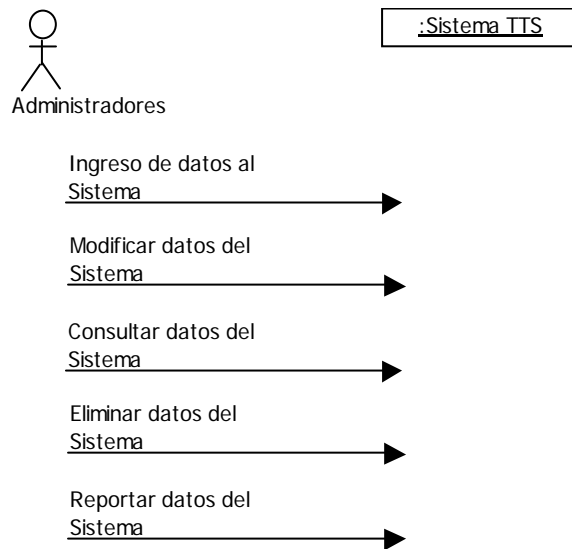 :Sistema TTS
Administradores
Ingreso de datos al
Sistema
Modificar datos del
Sistema
Consultar datos del
Sistema
Eliminar datos del
Sistema
Reportar datos del
Sistema